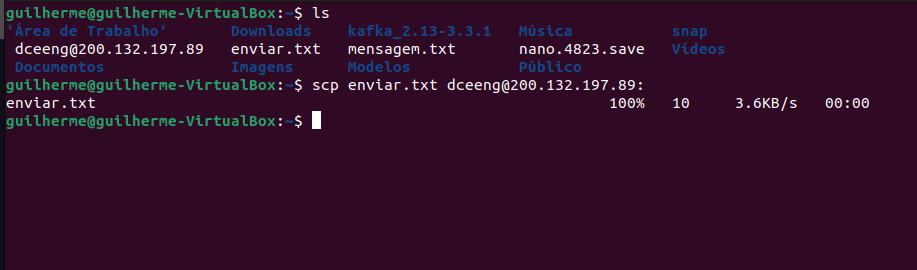 guilherme@guilherme-VirtualBox:~$ ls
'Área de Trabalho' Downloads kafka_2.13-3.3.1 Música snap
dceeng@200.132.197.89 enviar.txt mensagem.txt nano.4823.save Vídeos
Documentos Imagens Modelos Público
guilherme@guilherme-VirtualBox:~$ scp enviar.txt dceeng@200.132.197.89:
enviar.txt 100% 10 3.6KB/s 00:00
guilherme@guilherme-VirtualBox:~$